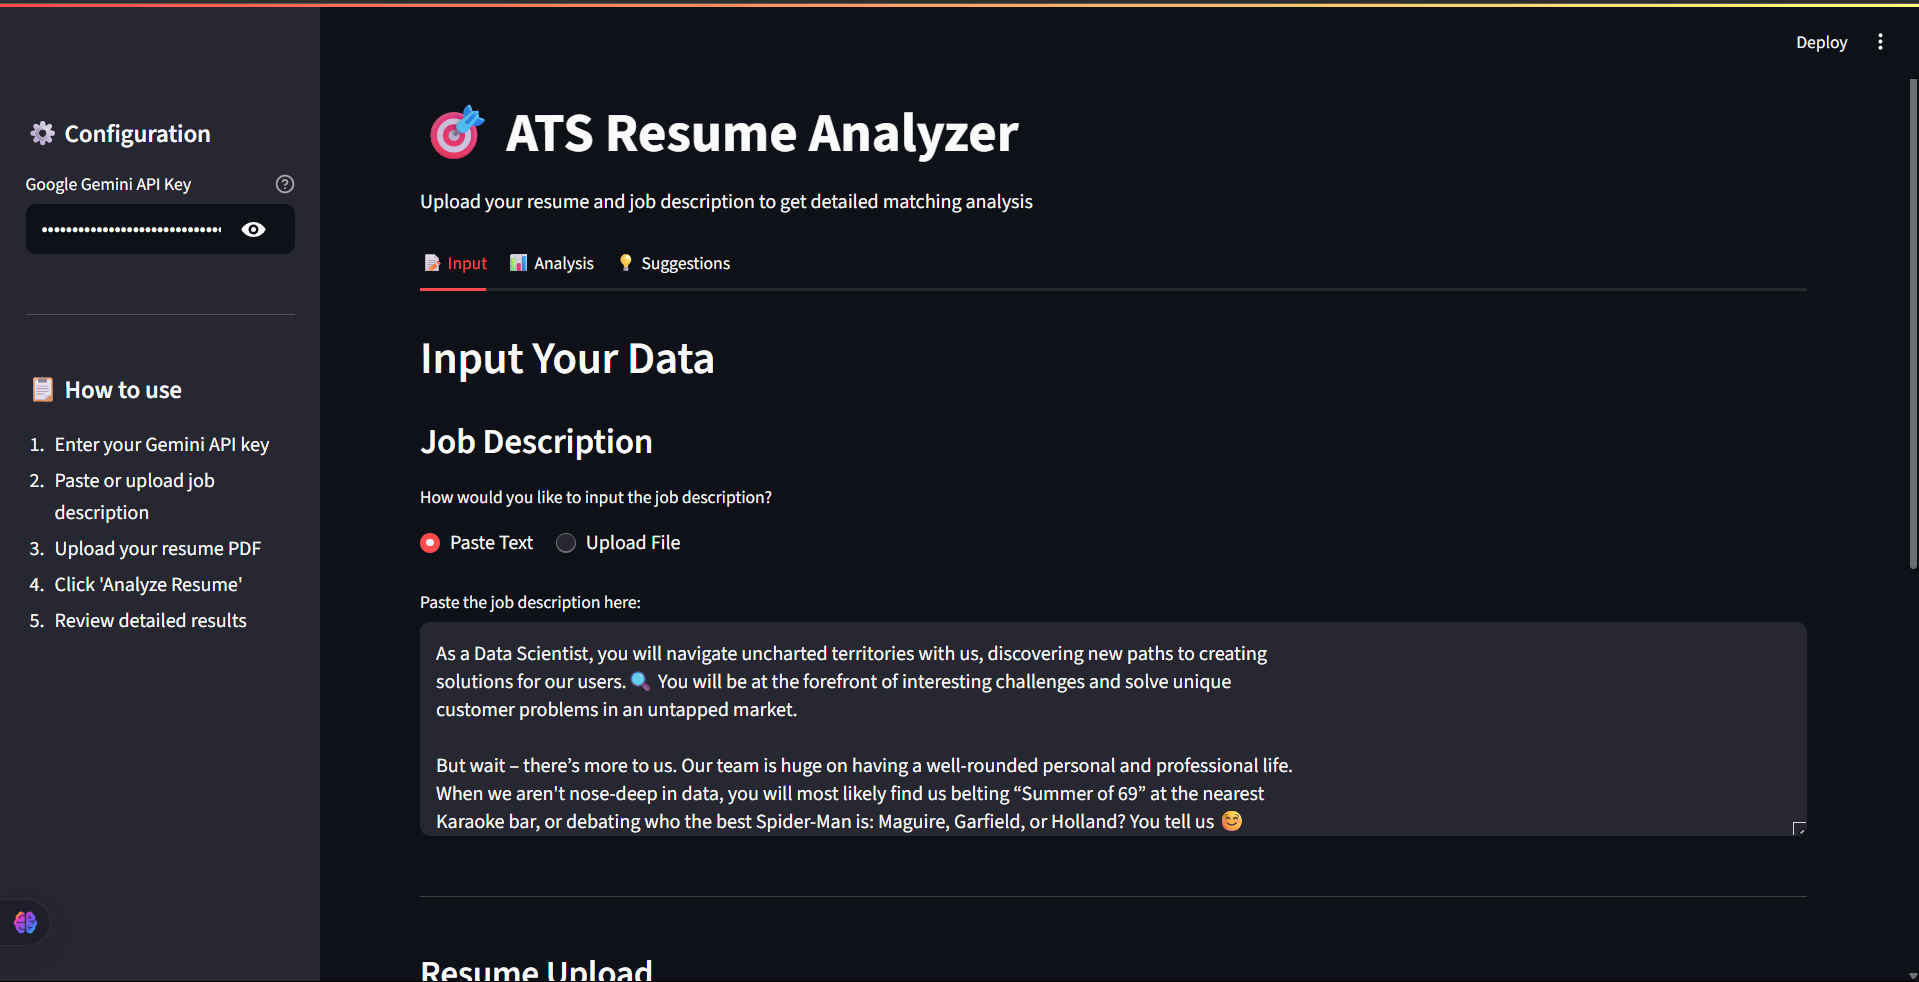 Deploy
Configuration
Google Gemini API Key
How to use
1. Enter your Gemini API key
2. Paste or upload job
description
3. Upload your resume PDF
4. Click 'Analyze Resume'
5. Review detailed results
ATS Resume Analyzer
Upload your resume and job description to get detailed matching analysis
Input Analysis Suggestions
Input Your Data
Job Description
How would you like to input the job description?
Paste Text Upload File
Paste the job description here:
As a Data Scientist, you will navigate uncharted territories with us, discovering new paths to creating
solutions for our users. 🔍 You will be at the forefront of interesting challenges and solve unique
customer problems in an untapped market.
But wait – there’s more to us. Our team is huge on having a well-rounded personal and professional life.
When we aren't nose-deep in data, you will most likely find us belting “Summer of 69” at the nearest
Karaoke bar, or debating who the best Spider-Man is: Maguire, Garfield, or Holland? You tell us 😊
Resume Upload